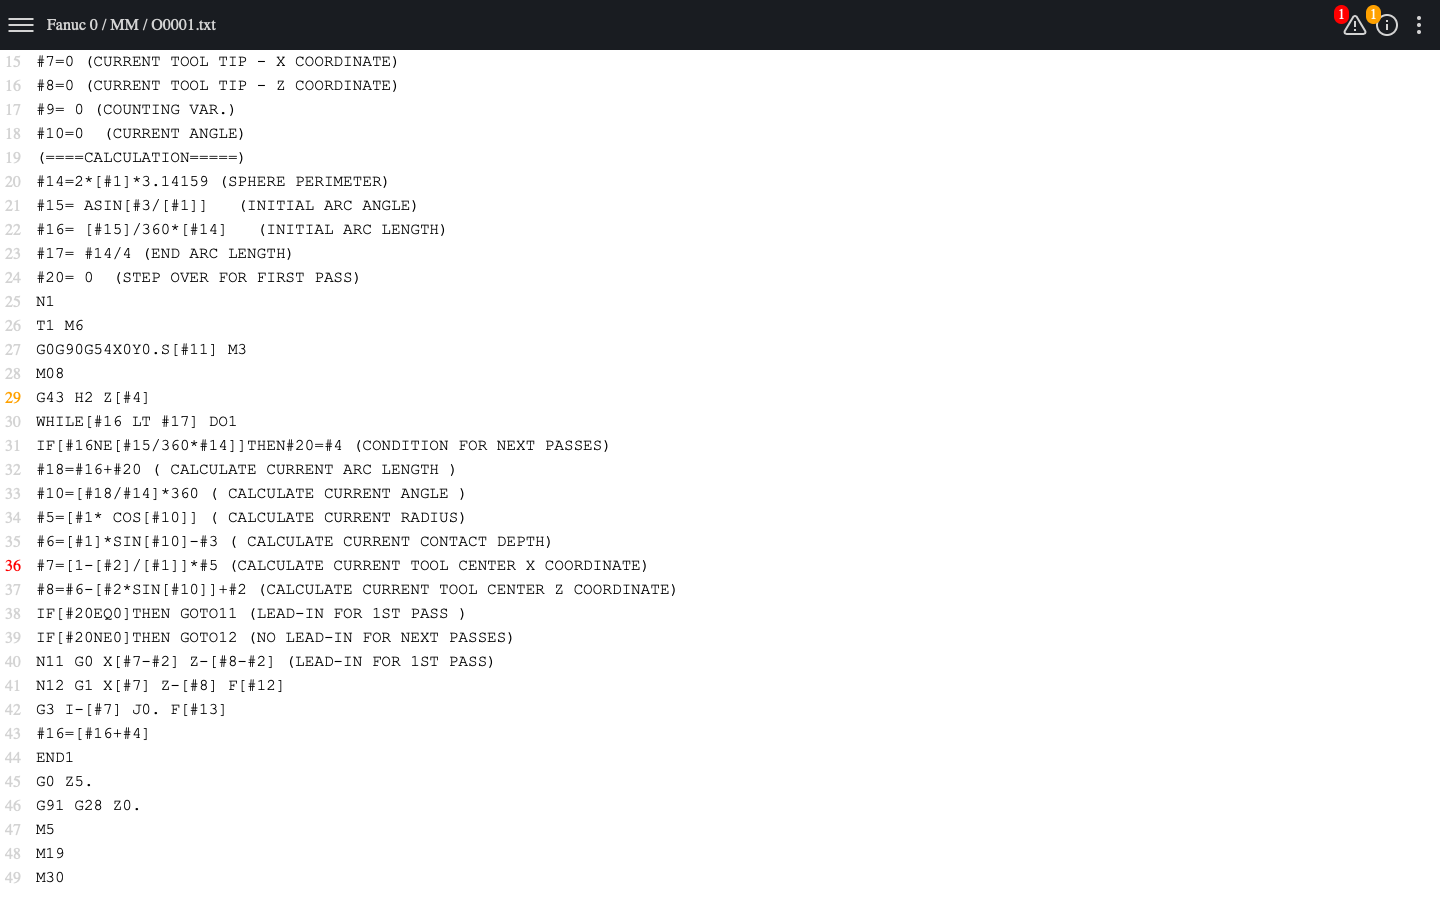 Fanuc 0 / MM / O0001.txt
1
1
15 #7=0 (CURRENT TOOL TIP - X COORDINATE)
16 #8=0 (CURRENT TOOL TIP - Z COORDINATE)
17 #9= 0 (COUNTING VAR.)
18 #10=0  (CURRENT ANGLE)
19 (====CALCULATION=====)
20 #14=2*[#1]*3.14159 (SPHERE PERIMETER)
21 #15= ASIN[#3/[#1]]   (INITIAL ARC ANGLE)
22 #16= [#15]/360*[#14]   (INITIAL ARC LENGTH)
23 #17= #14/4 (END ARC LENGTH)
24 #20= 0  (STEP OVER FOR FIRST PASS)
25 N1
26 T1 M6
27 G0G90G54X0Y0.S[#11] M3
28 M08
29 G43 H2 Z[#4]
30 WHILE[#16 LT #17] DO1
31 IF[#16NE[#15/360*#14]]THEN#20=#4 (CONDITION FOR NEXT PASSES)
32 #18=#16+#20 ( CALCULATE CURRENT ARC LENGTH )
33 #10=[#18/#14]*360 ( CALCULATE CURRENT ANGLE )
34 #5=[#1* COS[#10]] ( CALCULATE CURRENT RADIUS)
35 #6=[#1]*SIN[#10]-#3 ( CALCULATE CURRENT CONTACT DEPTH)
36 #7=[1-[#2]/[#1]]*#5 (CALCULATE CURRENT TOOL CENTER X COORDINATE)
37 #8=#6-[#2*SIN[#10]]+#2 (CALCULATE CURRENT TOOL CENTER Z COORDINATE)
38 IF[#20EQ0]THEN GOTO11 (LEAD-IN FOR 1ST PASS )
39 IF[#20NE0]THEN GOTO12 (NO LEAD-IN FOR NEXT PASSES)
40 N11 G0 X[#7-#2] Z-[#8-#2] (LEAD-IN FOR 1ST PASS)
41 N12 G1 X[#7] Z-[#8] F[#12]
42 G3 I-[#7] J0. F[#13]
43 #16=[#16+#4]
44 END1
45 G0 Z5.
46 G91 G28 Z0.
47 M5
48 M19
49 M30